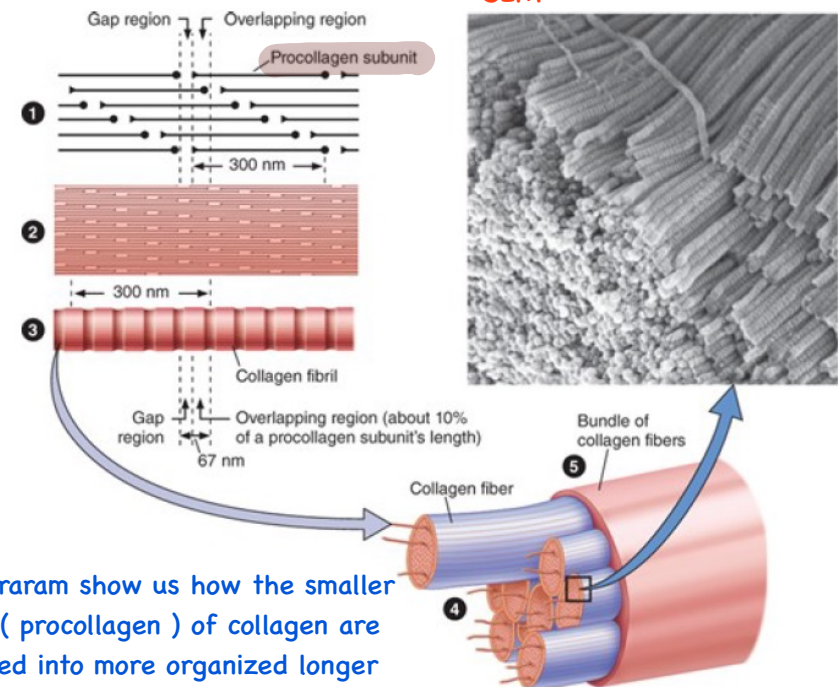 Gap region
Overlapping region
Procollagen subunit
1
300 nm
2
300 nm
3
Collagen fibril
Gap
region
Overlapping region (about 10%
of a procollagen subunit's length)
67 nm
Bundle of
collagen fibers
5
Collagen fiber
4
show us how the smaller
( procollagen ) of collagen are
into more organized longer